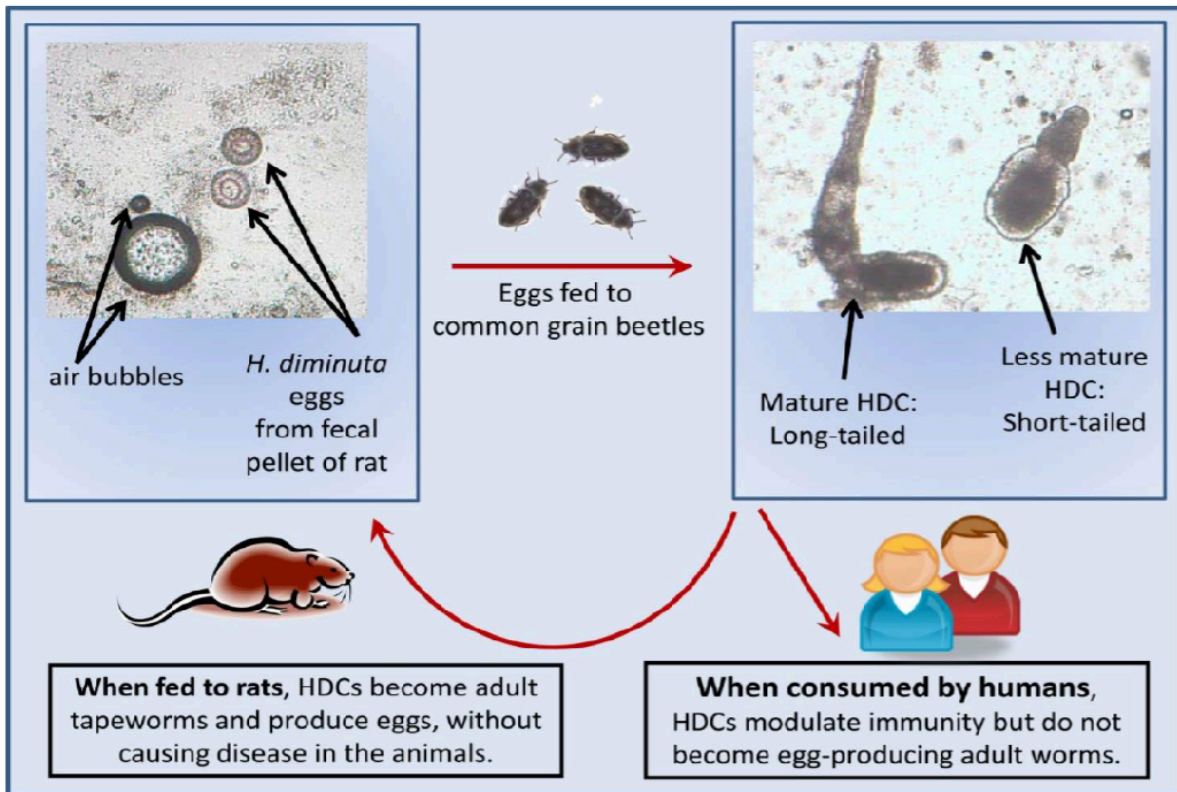 air bubbles
H. diminuta
eggs
from fecal
pellet of rat
Eggs fed to
common grain beetles
Mature HDC:
Long-tailed
Less mature
HDC:
Short-tailed
When fed to rats, HDCs become adult
tapeworms and produce eggs, without
causing disease in the animals.
When consumed by humans,
HDCs modulate immunity but do not
become egg-producing adult worms.